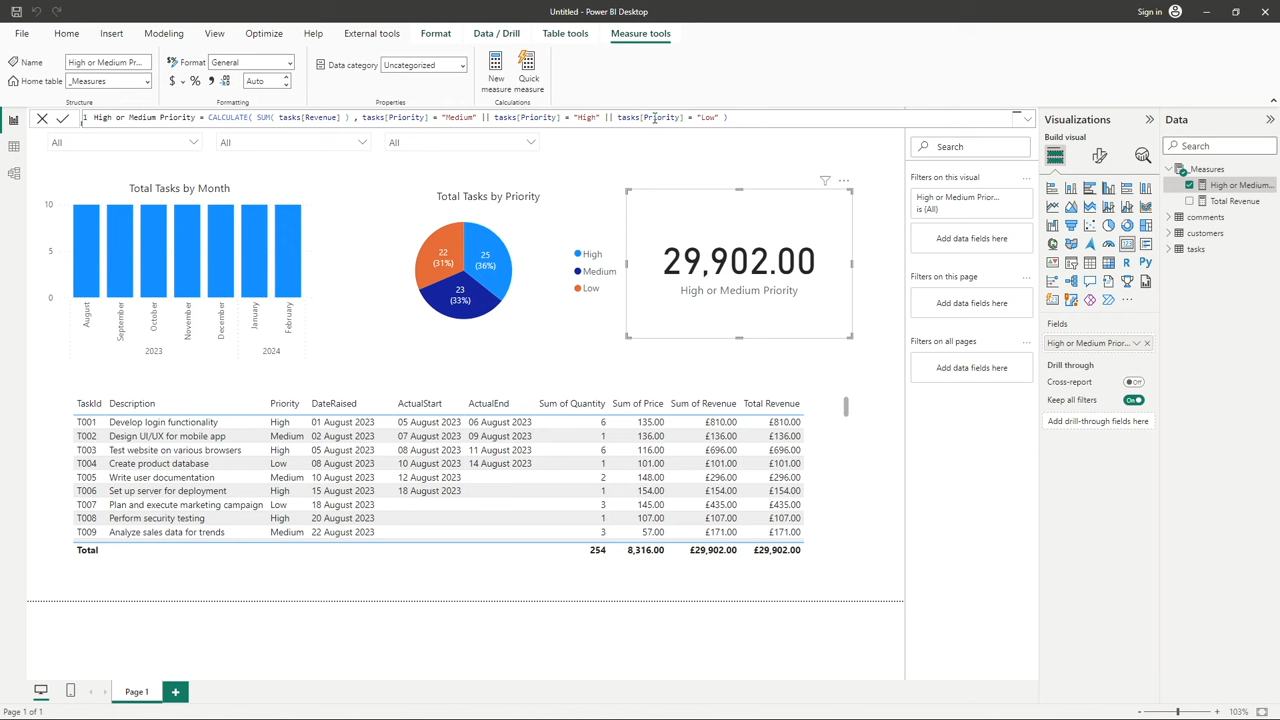 Untitled - Power BI Desktop
Sign in
File Home Insert Modeling View Optimize Help External tools Format Data / Drill Table tools Measure tools
Name High or Medium Pr...
Home table _Measures
Structure
Format General
$ % Auto
Formatting
Data category Uncategorized
Properties
New measure
Quick measure
Calculations
1 High or Medium Priority = CALCULATE( SUM( tasks[Revenue] ) , tasks[Priority] = "Medium" || tasks[Priority] = "High" || tasks[Priority] = "Low" )
All All All
Total Tasks by Month
10
5
0
August September October November December January February
2023 2024
Total Tasks by Priority
22 (31%)
25 (36%)
23 (33%)
High
Medium
Low
29,902.00
High or Medium Priority
TaskId Description Priority DateRaised ActualStart ActualEnd Sum of Quantity Sum of Price Sum of Revenue Total Revenue
T001 Develop login functionality High 01 August 2023 05 August 2023 06 August 2023 6 135.00 £810.00 £810.00
T002 Design UI/UX for mobile app Medium 02 August 2023 07 August 2023 09 August 2023 1 136.00 £136.00 £136.00
T003 Test website on various browsers High 05 August 2023 08 August 2023 11 August 2023 6 116.00 £696.00 £696.00
T004 Create product database Low 08 August 2023 10 August 2023 14 August 2023 1 101.00 £101.00 £101.00
T005 Write user documentation Medium 10 August 2023 12 August 2023 2 148.00 £296.00 £296.00
T006 Set up server for deployment High 15 August 2023 18 August 2023 1 154.00 £154.00 £154.00
T007 Plan and execute marketing campaign Low 18 August 2023 3 145.00 £435.00 £435.00
T008 Perform security testing High 20 August 2023 1 107.00 £107.00 £107.00
T009 Analyze sales data for trends Medium 22 August 2023 3 57.00 £171.00 £171.00
Total 254 8,316.00 £29,902.00 £29,902.00
Search
Filters on this visual
High or Medium Prior...
is (All)
Add data fields here
Filters on this page
Add data fields here
Filters on all pages
Add data fields here
Visualizations
Build visual
R Py
Fields
High or Medium Prior...
Drill through
Cross-report Off
Keep all filters On
Add drill-through fields here
Data
Search
_Measures
High or Medium...
Total Revenue
comments
customers
tasks
Page 1
Page 1 of 1
103%